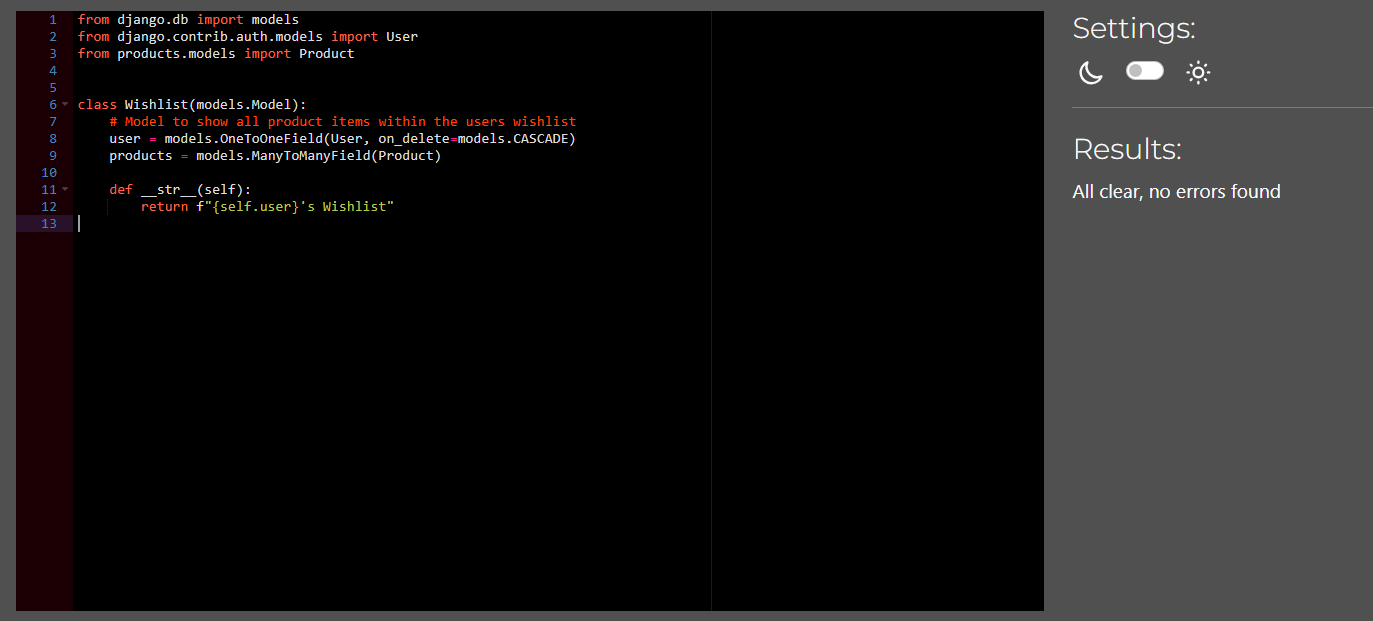 1 from django.db import models
2 from django.contrib.auth.models import User
3 from products.models import Product
4
5
6 class Wishlist(models.Model):
7     # Model to show all product items within the users wishlist
8     user = models.OneToOneField(User, on_delete=models.CASCADE)
9     products = models.ManyToManyField(Product)
10
11     def __str__(self):
12         return f"{self.user}'s Wishlist"
13
Settings:
Results:
All clear, no errors found